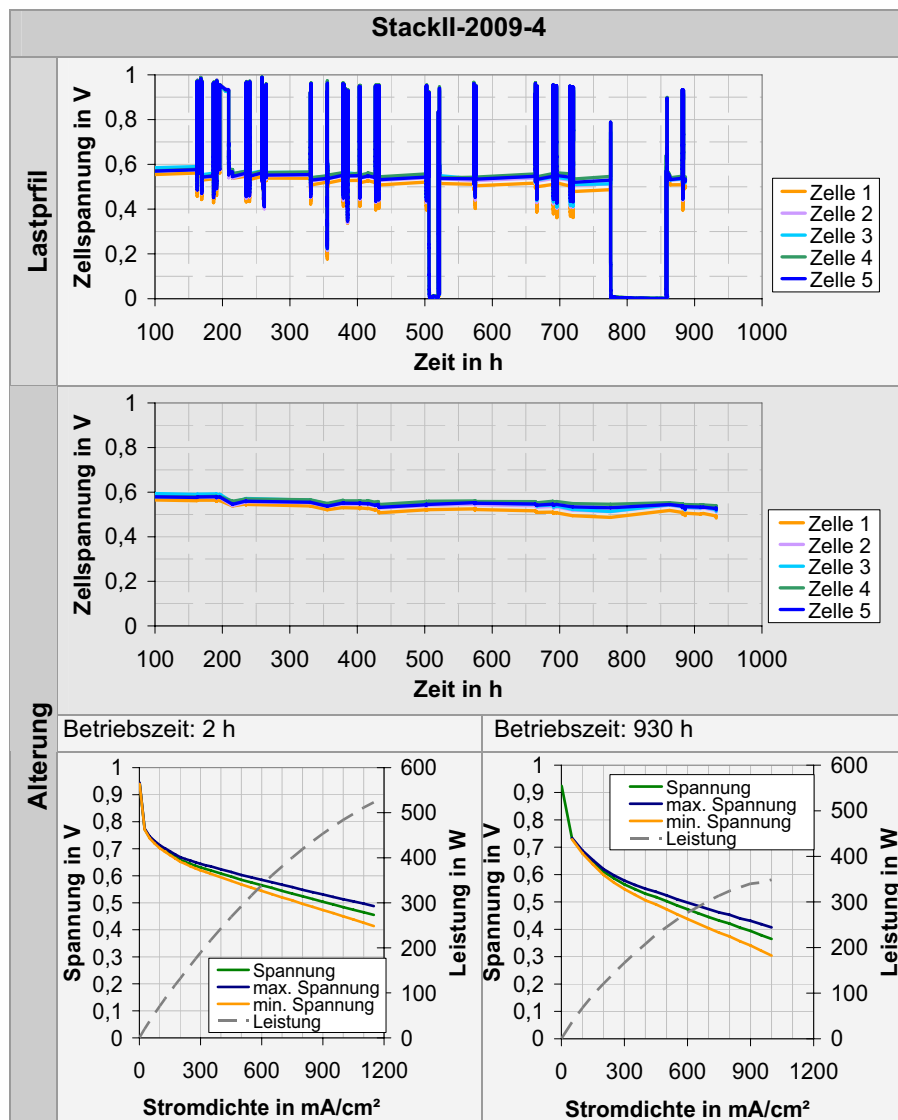 StackII-2009-4
Lastprfil
Zellspannung in V
1
0,8
0,6
0,4
0,2
0
100 200 300 400 500 600 700 800 900 1000
Zeit in h
Zelle 1
Zelle 2
Zelle 3
Zelle 4
Zelle 5
Alterung
Zellspannung in V
1
0,8
0,6
0,4
0,2
0
100 200 300 400 500 600 700 800 900 1000
Zeit in h
Zelle 1
Zelle 2
Zelle 3
Zelle 4
Zelle 5
Betriebszeit: 2 h
Spannung in V
1
0,9
0,8
0,7
0,6
0,5
0,4
0,3
0,2
0,1
0
600
500
400
300
200
100
0
Leistung in W
Spannung
max. Spannung
min. Spannung
Leistung
0 300 600 900 1200
Stromdichte in mA/cm²
Betriebszeit: 930 h
Spannung in V
1
0,9
0,8
0,7
0,6
0,5
0,4
0,3
0,2
0,1
0
600
500
400
300
200
100
0
Leistung in W
Spannung
max. Spannung
min. Spannung
Leistung
0 300 600 900 1200
Stromdichte in mA/cm²